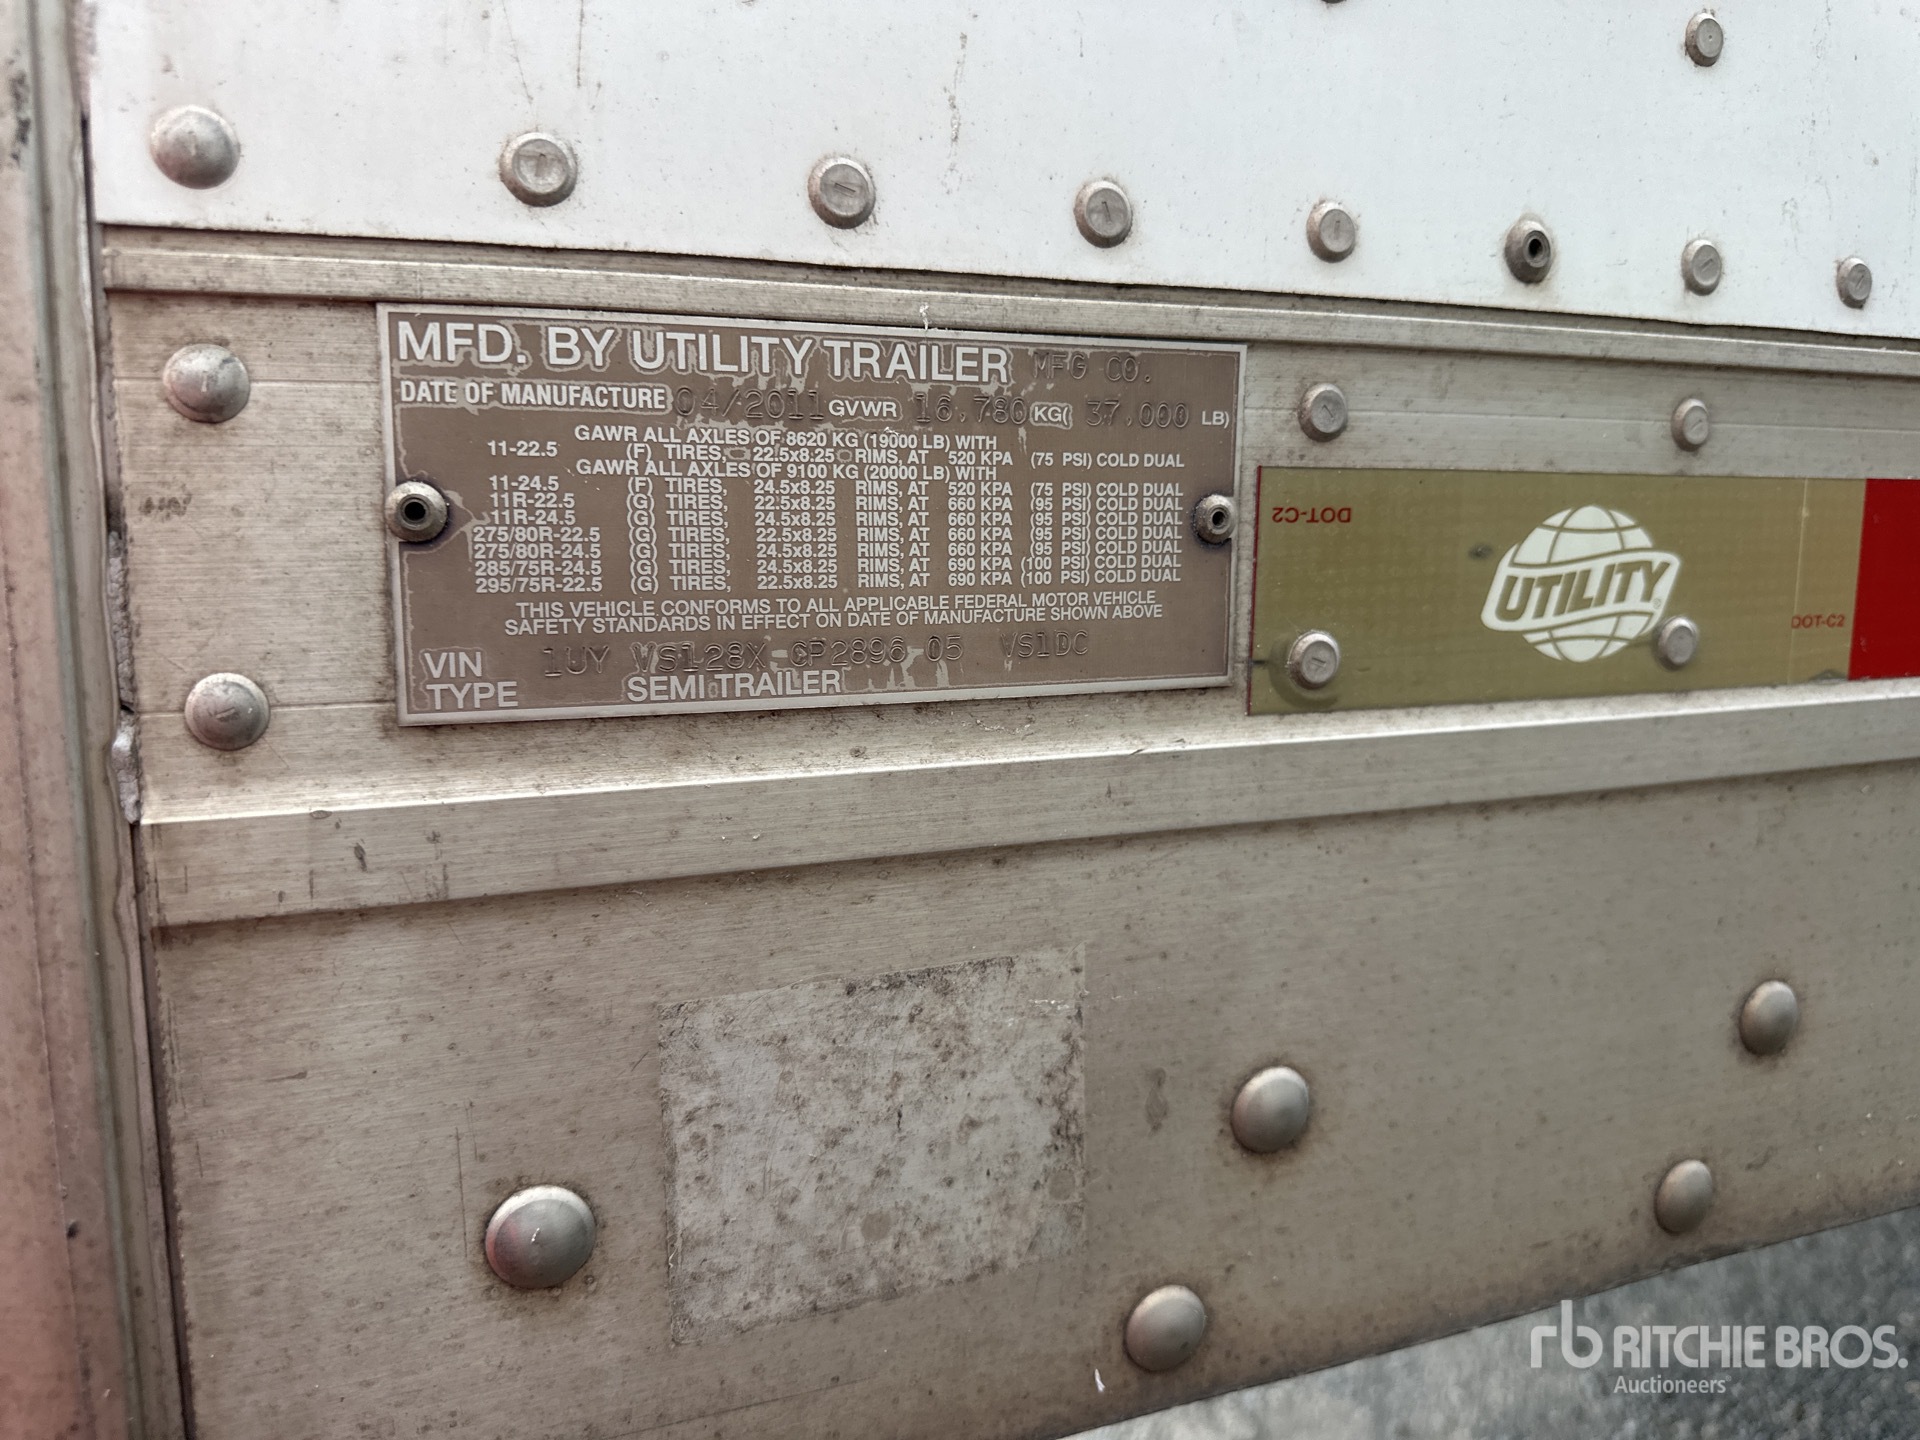 MFD. BY UTILITY TRAILER MFG CO.
DATE OF MANUFACTURE 04/2011 GVWR 16,780 KG( 37,000 LB)
GAWR ALL AXLES OF 8620 KG (19000 LB) WITH
11-22.5 (F) TIRES, 22.5x8.25 RIMS, AT 520 KPA (75 PSI) COLD DUAL
GAWR ALL AXLES OF 9100 KG (20000 LB) WITH
11-24.5 (F) TIRES, 24.5x8.25 RIMS, AT 520 KPA (75 PSI) COLD DUAL
11R-22.5 (G) TIRES, 22.5x8.25 RIMS, AT 660 KPA (95 PSI) COLD DUAL
11R-24.5 (G) TIRES, 24.5x8.25 RIMS, AT 660 KPA (95 PSI) COLD DUAL
275/80R-22.5 (G) TIRES, 22.5x8.25 RIMS, AT 660 KPA (95 PSI) COLD DUAL
275/80R-24.5 (G) TIRES, 24.5x8.25 RIMS, AT 660 KPA (95 PSI) COLD DUAL
285/75R-24.5 (G) TIRES, 24.5x8.25 RIMS, AT 690 KPA (100 PSI) COLD DUAL
295/75R-22.5 (G) TIRES, 22.5x8.25 RIMS, AT 690 KPA (100 PSI) COLD DUAL
THIS VEHICLE CONFORMS TO ALL APPLICABLE FEDERAL MOTOR VEHICLE
SAFETY STANDARDS IN EFFECT ON DATE OF MANUFACTURE SHOWN ABOVE
VIN 1UY VS128X CP2896 05 VS1DC
TYPE SEMI TRAILER
DOT-C2
UTILITY
DOT-C2
rb RITCHIE BROS.
Auctioneers